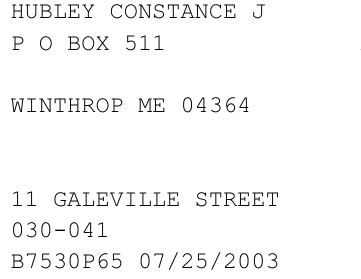 HUBLEY CONSTANCE J
P O BOX 511
WINTHROP ME 04364
11 GALEVILLE STREET
030-041
B7530P65 07/25/2003